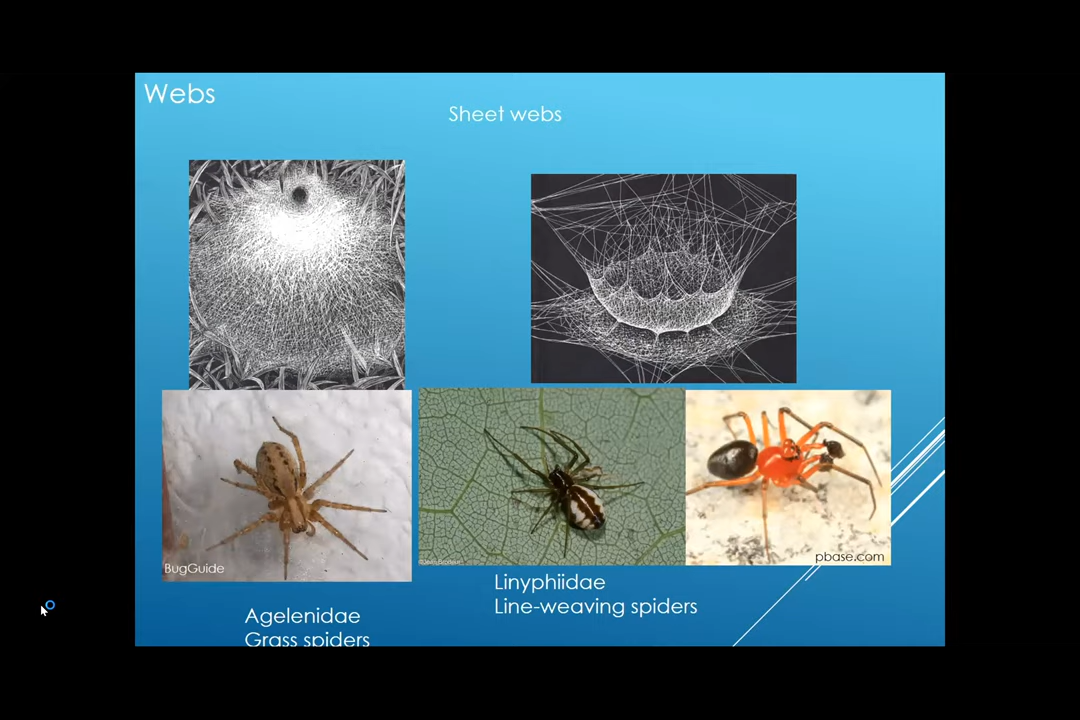 Webs
Sheet webs
BugGuide
pbase.com
Linyphiidae
Line-weaving spiders
Agelenidae
Grass spiders